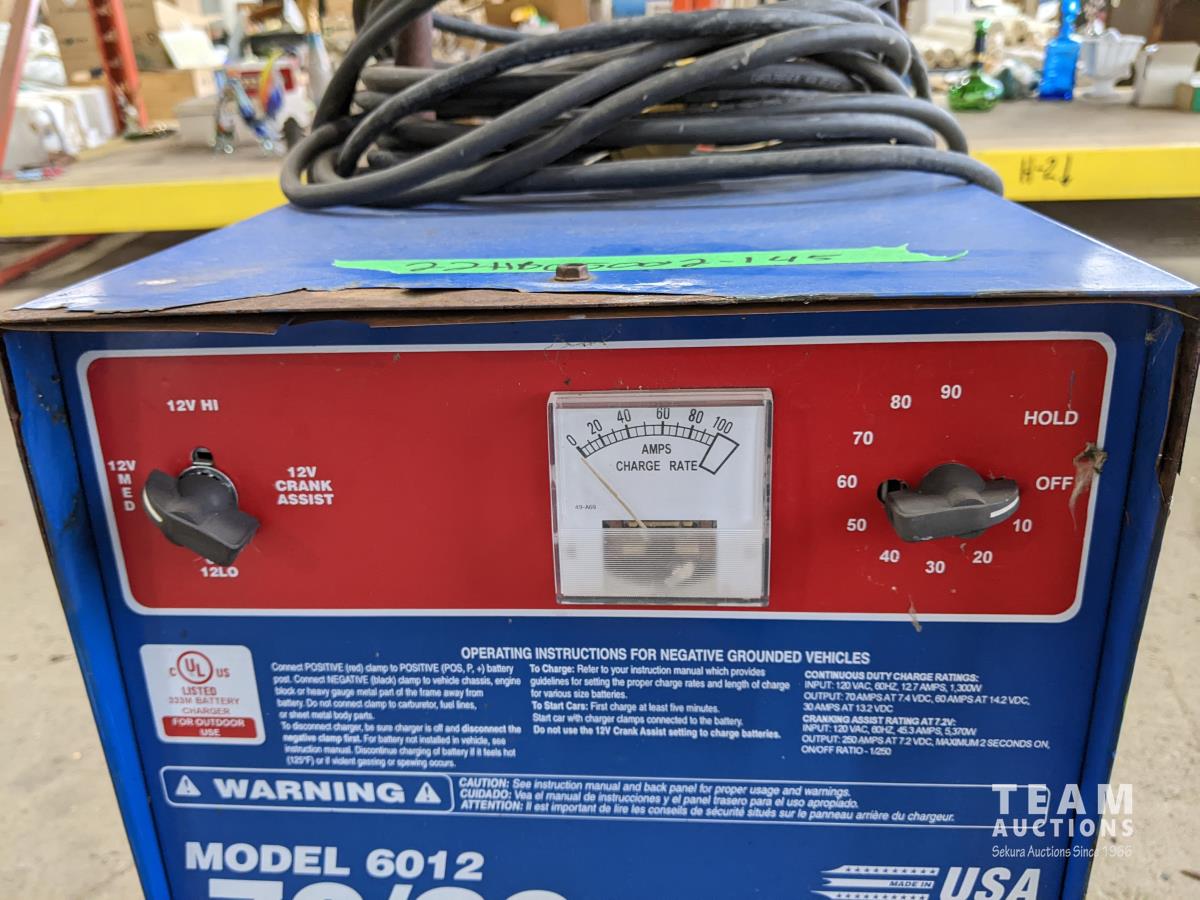 H-2↓
12V HI
12V
MED
12V
CRANK
ASSIST
12LO
0 20 40 60 80 100
AMPS
CHARGE RATE
49-A69
90
80
HOLD
70
60
OFF
50
10
40
20
30
C UL US
LISTED
333M BATTERY
CHARGER
FOR OUTDOOR
USE
OPERATING INSTRUCTIONS FOR NEGATIVE GROUNDED VEHICLES
Connect POSITIVE (red) clamp to POSITIVE (POS, P, +) battery
post. Connect NEGATIVE (black) clamp to vehicle chassis, engine
block or heavy gauge metal part of the frame away from
battery. Do not connect clamp to carburetor, fuel lines,
or sheet metal body parts.
To disconnect charger, be sure charger is off and disconnect the
negative clamp first. For battery not installed in vehicle, see
instruction manual. Discontinue charging of battery if it feels hot
(125°F) or if violent gassing or spewing occurs.
To Charge: Refer to your instruction manual which provides
guidelines for setting the proper charge rates and length of charge
for various size batteries.
To Start Cars: First charge at least five minutes.
Start car with charger clamps connected to the battery.
Do not use the 12V Crank Assist setting to charge batteries.
CONTINUOUS DUTY CHARGE RATINGS:
INPUT: 120 VAC, 60HZ, 12.7 AMPS, 1,300W
OUTPUT: 70 AMPS AT 7.4 VDC, 60 AMPS AT 14.2 VDC,
30 AMPS AT 13.2 VDC
CRANKING ASSIST RATING AT 7.2V:
INPUT: 120 VAC, 60HZ, 45.3 AMPS, 5,370W
OUTPUT: 250 AMPS AT 7.2 VDC, MAXIMUM 2 SECONDS ON,
ON/OFF RATIO - 1/250
WARNING
CAUTION: See instruction manual and back panel for proper usage and warnings.
CUIDADO: Vea el manual de instrucciones y el panel trasero para el uso apropiado.
ATTENTION: Il est important de lire les conseils de sécurité situés sur le panneau arrière du chargeur.
TEAM
AUCTIONS
Sekura Auctions Since 1966
MODEL 6012
MADE IN USA